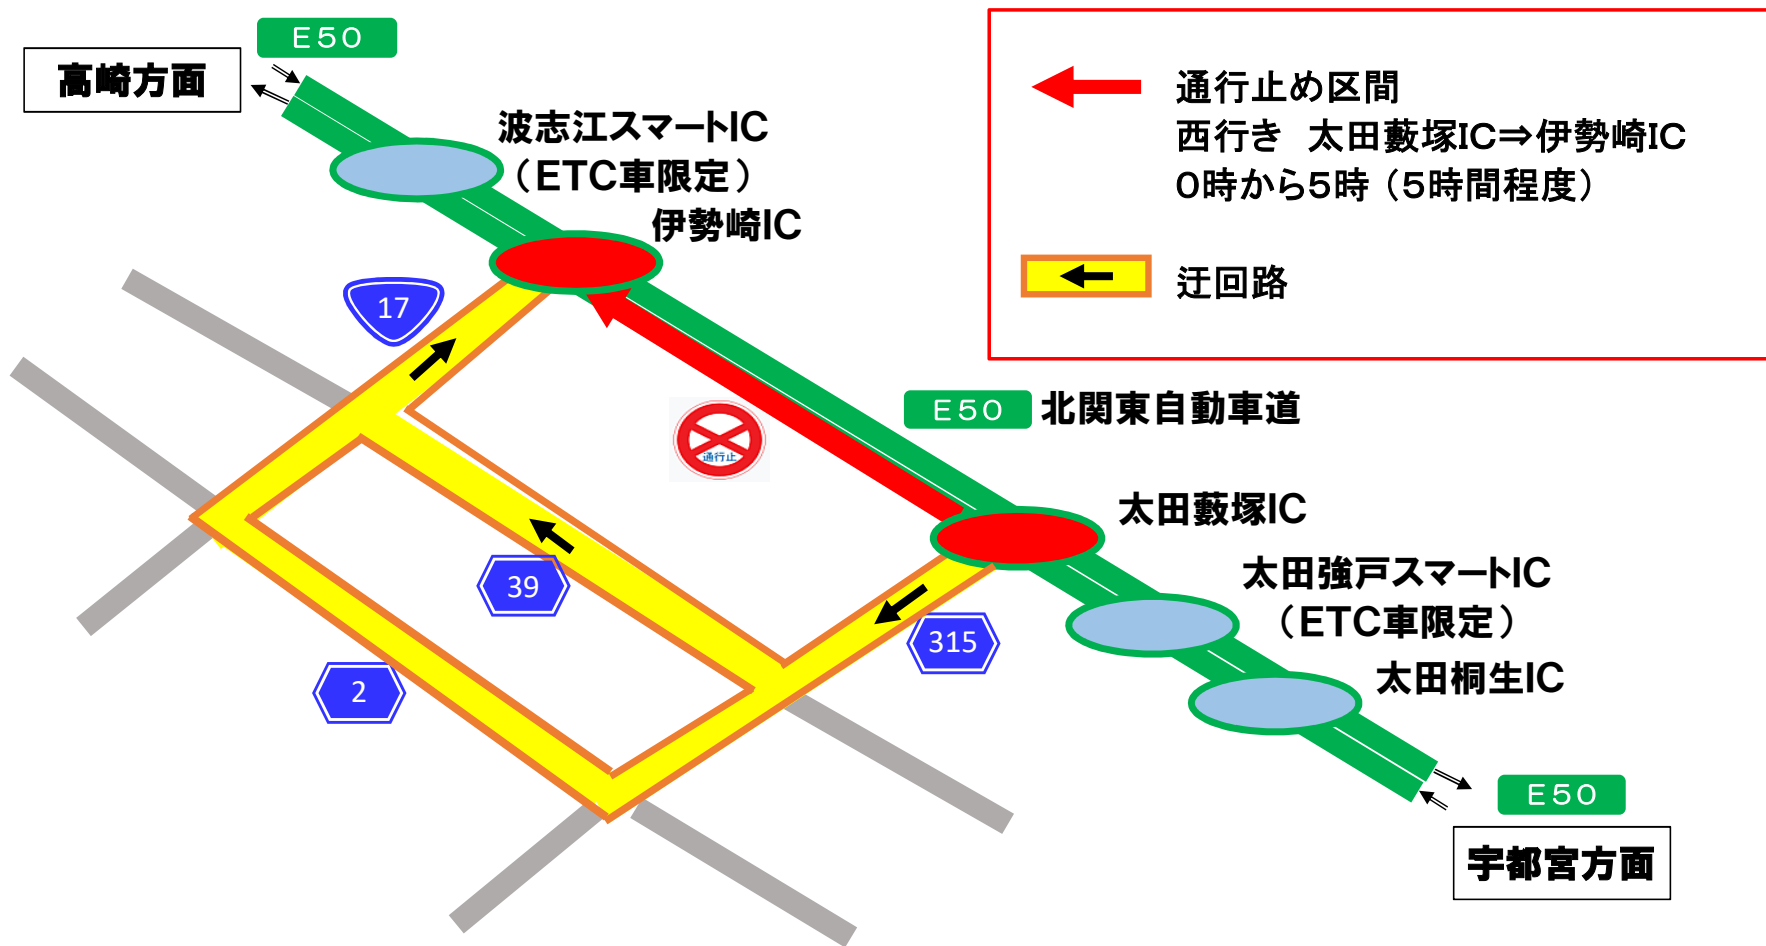 E50
高崎方面
波志江スマートIC
（ETC車限定）
伊勢崎IC
通行止め区間
西行き　太田藪塚IC⇒伊勢崎IC
0時から5時（5時間程度）
迂回路
17
E50 北関東自動車道
通行止
太田藪塚IC
39
315
太田強戸スマートIC
（ETC車限定）
太田桐生IC
2
E50
宇都宮方面